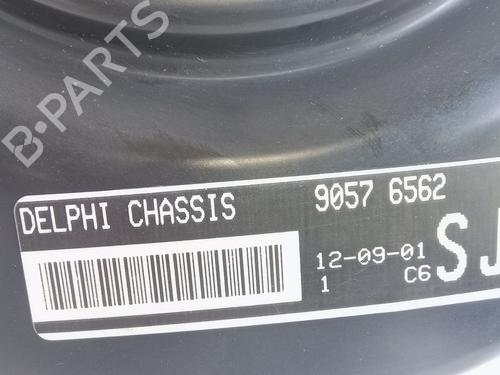 B-PARTS
DELPHI CHASSIS 9057 6562
12-09-01
1 C6
SJ